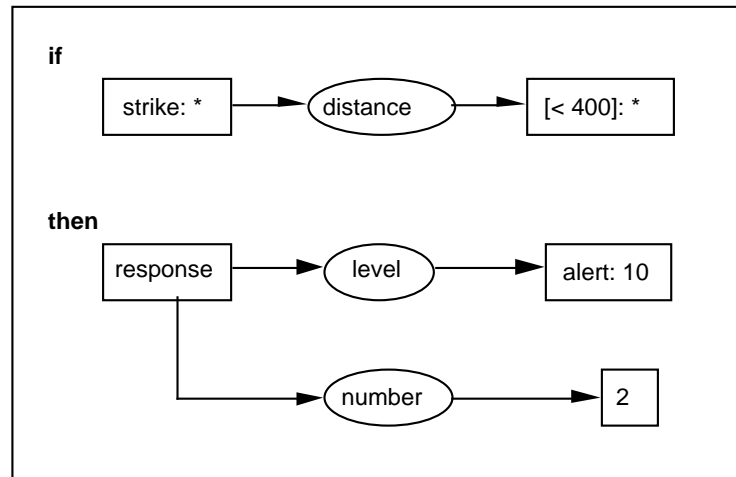 if
strike: * distance [< 400]: *
then
response level alert: 10
number 2